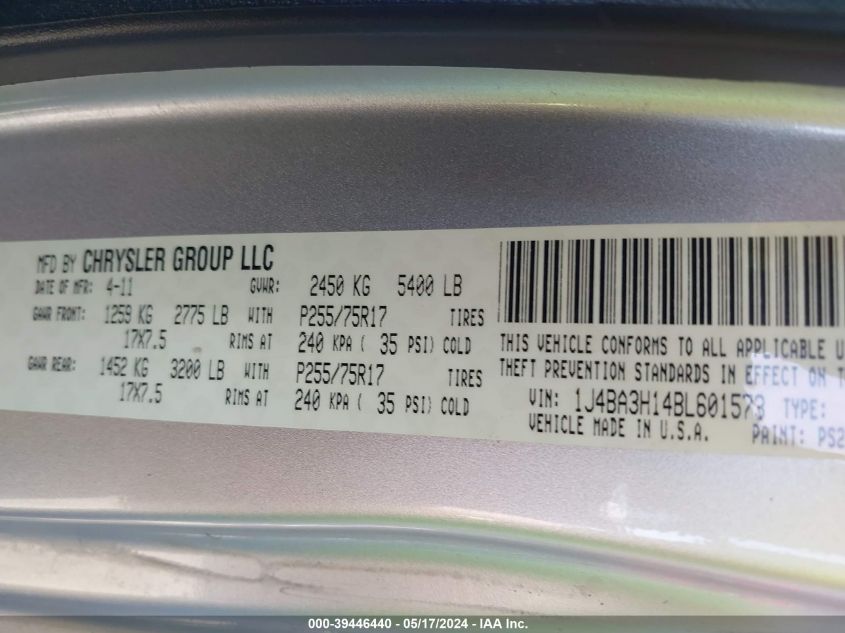 MFD BY CHRYSLER GROUP LLC
DATE OF MFR: 4-11 GVWR: 2450 KG 5400 LB
GAWR FRONT: 1259 KG 2775 LB WITH P255/75R17 TIRES
17X7.5 RIMS AT 240 KPA ( 35 PSI) COLD
GAWR REAR: 1452 KG 3200 LB WITH P255/75R17 TIRES
17X7.5 RIMS AT 240 KPA ( 35 PSI) COLD
THIS VEHICLE CONFORMS TO ALL APPLICABLE U
THEFT PREVENTION STANDARDS IN EFFECT ON T
VIN: 1J4BA3H14BL601573 TYPE:
VEHICLE MADE IN U.S.A. PAINT: PS2
000-39446440 - 05/17/2024 - IAA Inc.